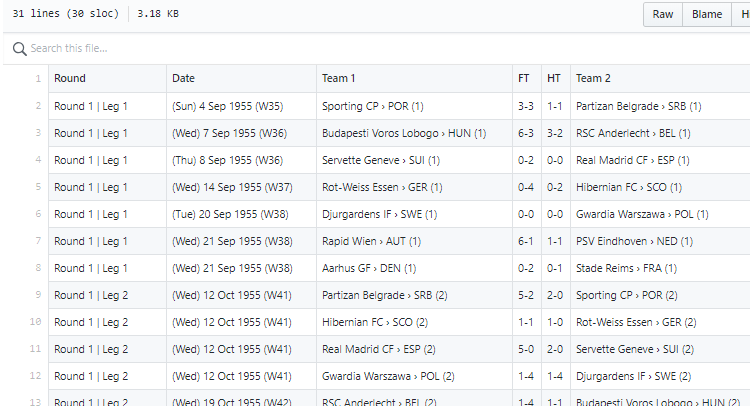 31 lines (30 sloc) 3.18 KB Raw Blame
Search this file...
1 Round Date Team 1 FT HT Team 2
2 Round 1 | Leg 1 (Sun) 4 Sep 1955 (W35) Sporting CP › POR (1) 3-3 1-1 Partizan Belgrade › SRB (1)
3 Round 1 | Leg 1 (Wed) 7 Sep 1955 (W36) Budapesti Voros Lobogo › HUN (1) 6-3 3-2 RSC Anderlecht › BEL (1)
4 Round 1 | Leg 1 (Thu) 8 Sep 1955 (W36) Servette Geneve › SUI (1) 0-2 0-0 Real Madrid CF › ESP (1)
5 Round 1 | Leg 1 (Wed) 14 Sep 1955 (W37) Rot-Weiss Essen › GER (1) 0-4 0-2 Hibernian FC › SCO (1)
6 Round 1 | Leg 1 (Tue) 20 Sep 1955 (W38) Djurgardens IF › SWE (1) 0-0 0-0 Gwardia Warszawa › POL (1)
7 Round 1 | Leg 1 (Wed) 21 Sep 1955 (W38) Rapid Wien › AUT (1) 6-1 1-1 PSV Eindhoven › NED (1)
8 Round 1 | Leg 1 (Wed) 21 Sep 1955 (W38) Aarhus GF › DEN (1) 0-2 0-1 Stade Reims › FRA (1)
9 Round 1 | Leg 2 (Wed) 12 Oct 1955 (W41) Partizan Belgrade › SRB (2) 5-2 2-0 Sporting CP › POR (2)
10 Round 1 | Leg 2 (Wed) 12 Oct 1955 (W41) Hibernian FC › SCO (2) 1-1 1-0 Rot-Weiss Essen › GER (2)
11 Round 1 | Leg 2 (Wed) 12 Oct 1955 (W41) Real Madrid CF › ESP (2) 5-0 2-0 Servette Geneve › SUI (2)
12 Round 1 | Leg 2 (Wed) 12 Oct 1955 (W41) Gwardia Warszawa › POL (2) 1-4 1-4 Djurgardens IF › SWE (2)
13 Round 1 | Leg 2 (Wed) 19 Oct 1955 (W42) RSC Anderlecht › BEL (2) 1-4 1-1 Budapesti Voros Lobogo › HUN (2)